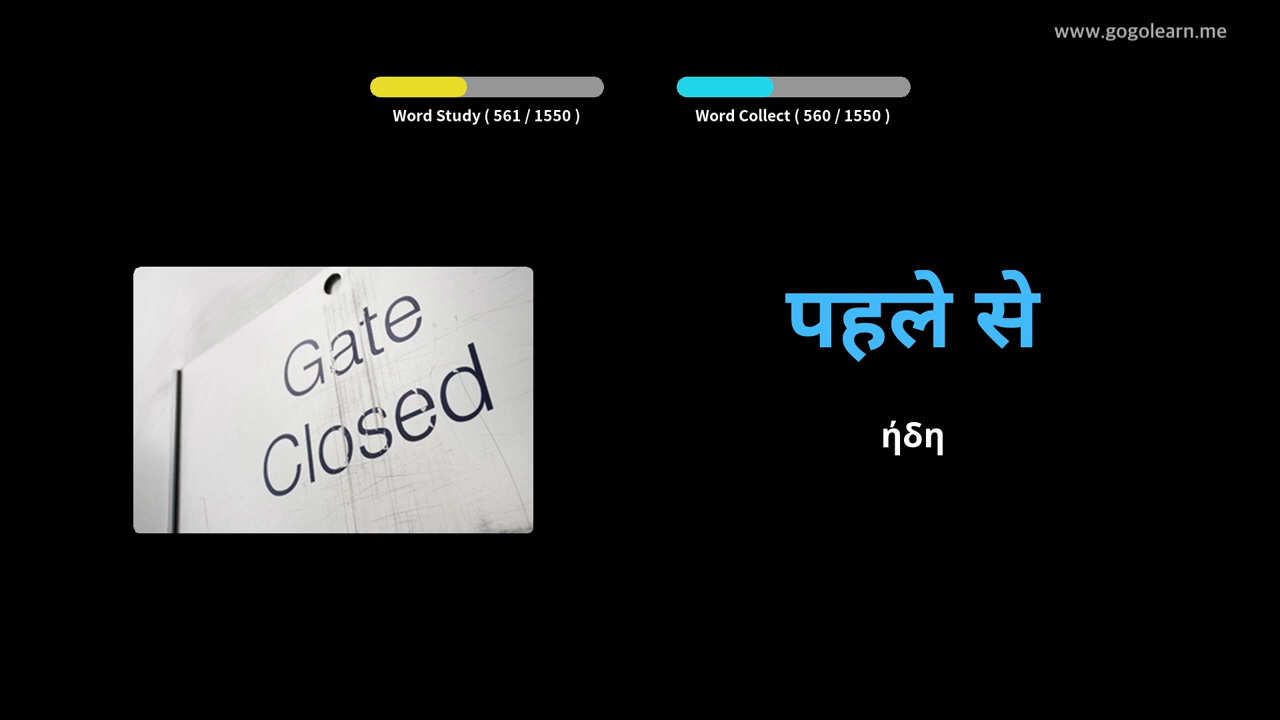 www.gogolearn.me
Word Study ( 561 / 1550 )
Word Collect ( 560 / 1550 )
Gate
Closed
पहले से
ήδη